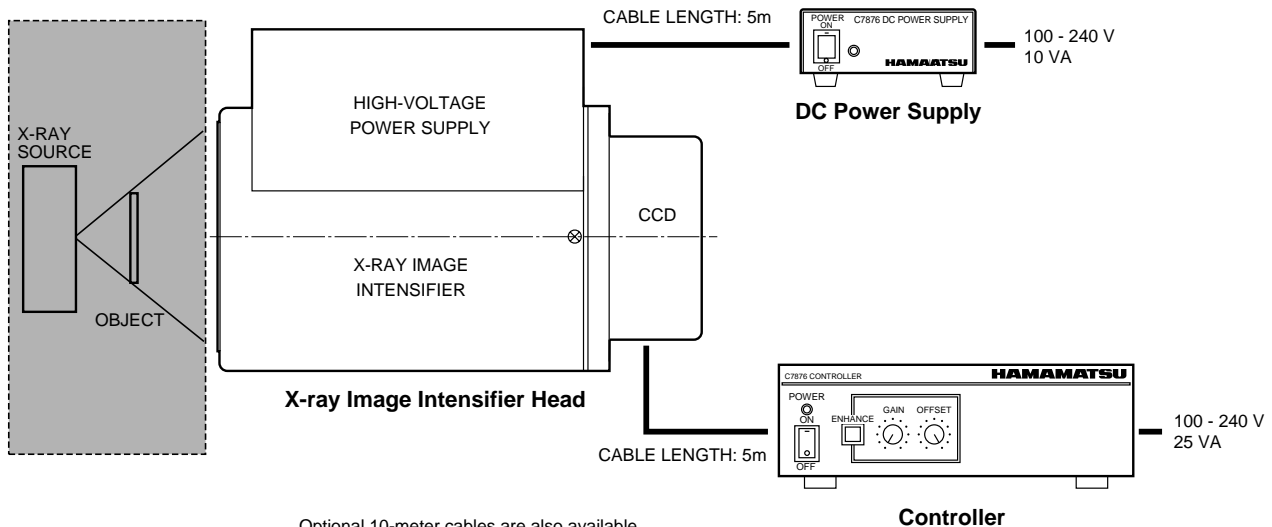 CABLE LENGTH: 5m
POWER
ON
OFF
C7876 DC POWER SUPPLY
HAMAATSU
100 - 240 V
10 VA
DC Power Supply
X-RAY
SOURCE
OBJECT
HIGH-VOLTAGE
POWER SUPPLY
CCD
X-RAY IMAGE
INTENSIFIER
X-ray Image Intensifier Head
CABLE LENGTH: 5m
C7876 CONTROLLER
HAMAMATSU
POWER
ON
OFF
ENHANCE
GAIN
OFFSET
100 - 240 V
25 VA
Controller
Optional 10-meter cables are also available